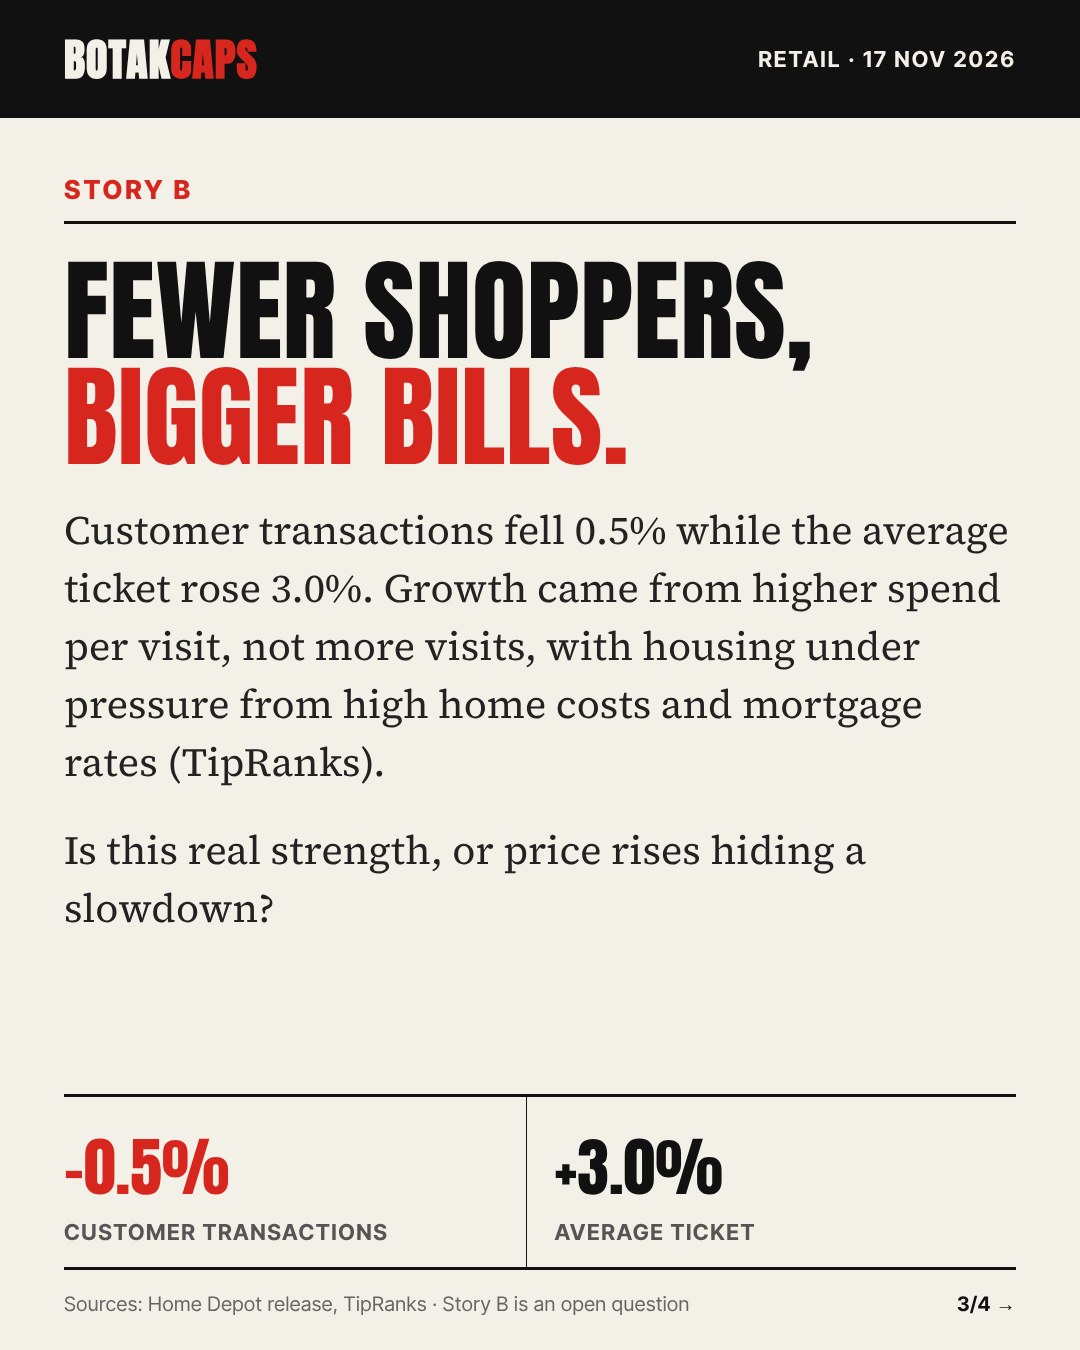 BOTAKCAPS
RETAIL · 17 NOV 2026
STORY B
FEWER SHOPPERS,
BIGGER BILLS.
Customer transactions fell 0.5% while the average
ticket rose 3.0%. Growth came from higher spend
per visit, not more visits, with housing under
pressure from high home costs and mortgage
rates (TipRanks).
Is this real strength, or price rises hiding a
slowdown?
-0.5%
CUSTOMER TRANSACTIONS
+3.0%
AVERAGE TICKET
Sources: Home Depot release, TipRanks · Story B is an open question
3/4 →